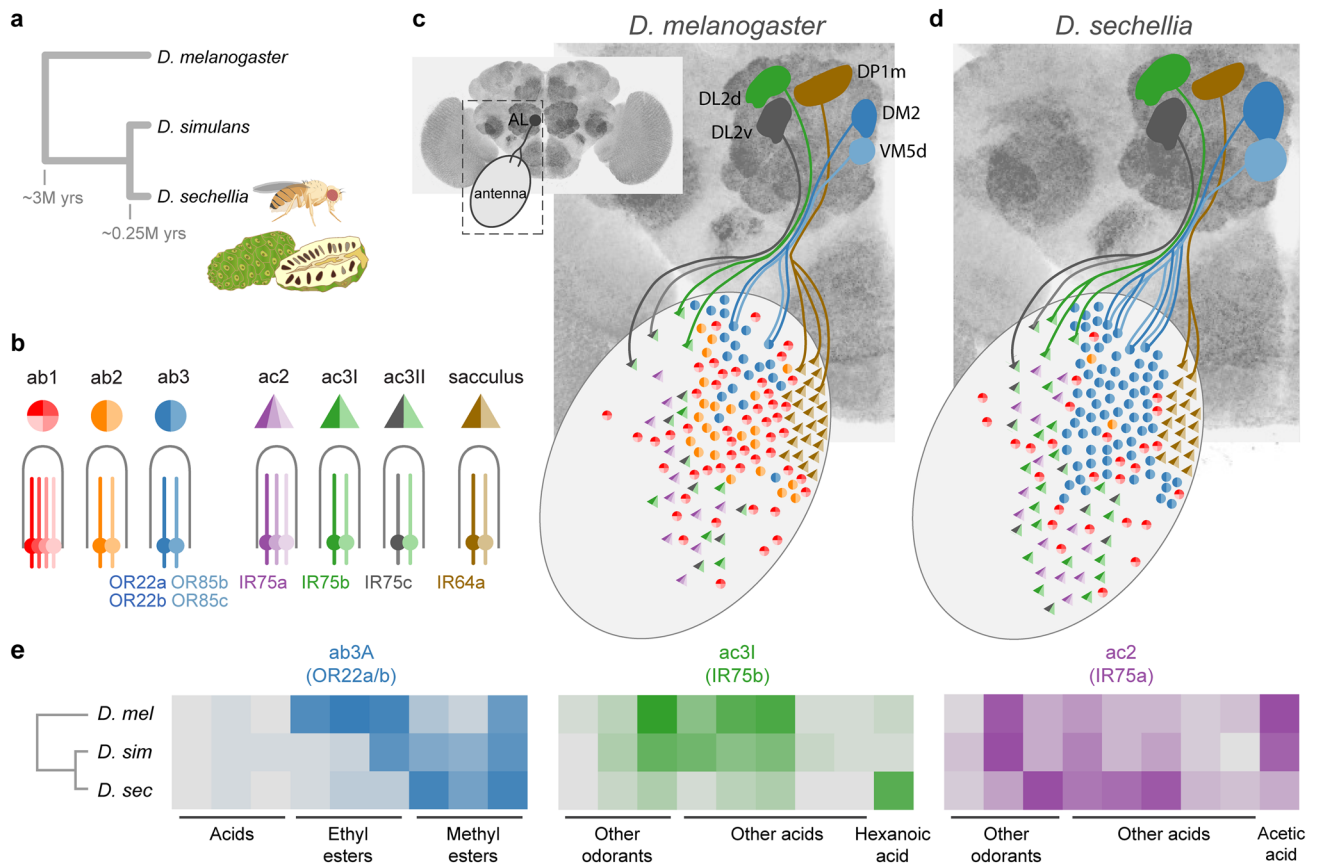 a
D. melanogaster
D. simulans
D. sechellia
~3M yrs
~0.25M yrs
b
ab1 ab2 ab3 ac2 ac3I ac3II sacculus
OR22a OR85b IR75a IR75b IR75c IR64a
OR22b OR85c
c
D. melanogaster
AL
antenna
DL2d
DL2v
DP1m
DM2
VM5d
d
D. sechellia
e
ab3A
(OR22a/b)
ac3I
(IR75b)
ac2
(IR75a)
D. mel
D. sim
D. sec
Acids
Ethyl
esters
Methyl
esters
Other
odorants
Other acids
Hexanoic
acid
Other
odorants
Other acids
Acetic
acid